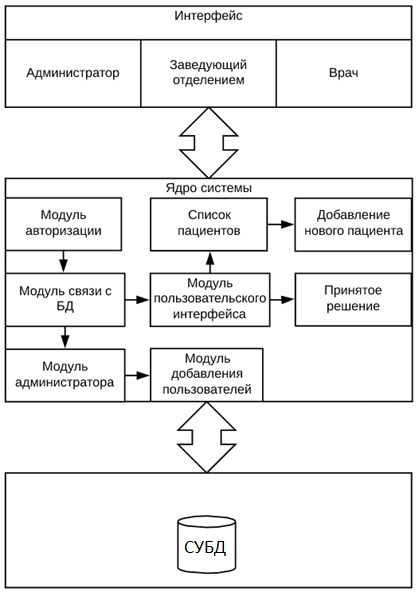 Интерфейс
Администратор
Заведующий
отделением
Врач
Ядро системы
Модуль
авторизации
Список
пациентов
Добавление
нового пациента
Модуль связи с
БД
Модуль
пользовательского
интерфейса
Принятое
решение
Модуль
администратора
Модуль
добавления
пользователей
СУБД